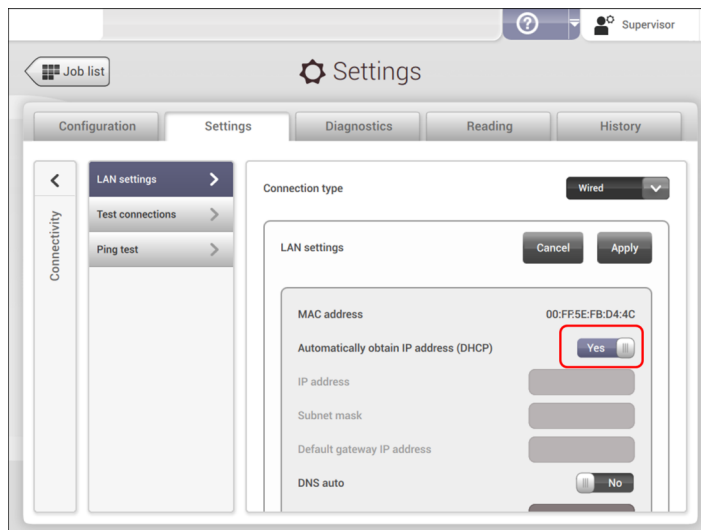 ?
Supervisor
Job list
Settings
Configuration
Settings
Diagnostics
Reading
History
Connectivity
LAN settings
Test connections
Ping test
Connection type
Wired
LAN settings
Cancel
Apply
MAC address
00:FF:5E:FB:D4:4C
Automatically obtain IP address (DHCP)
Yes
IP address
Subnet mask
Default gateway IP address
DNS auto
No